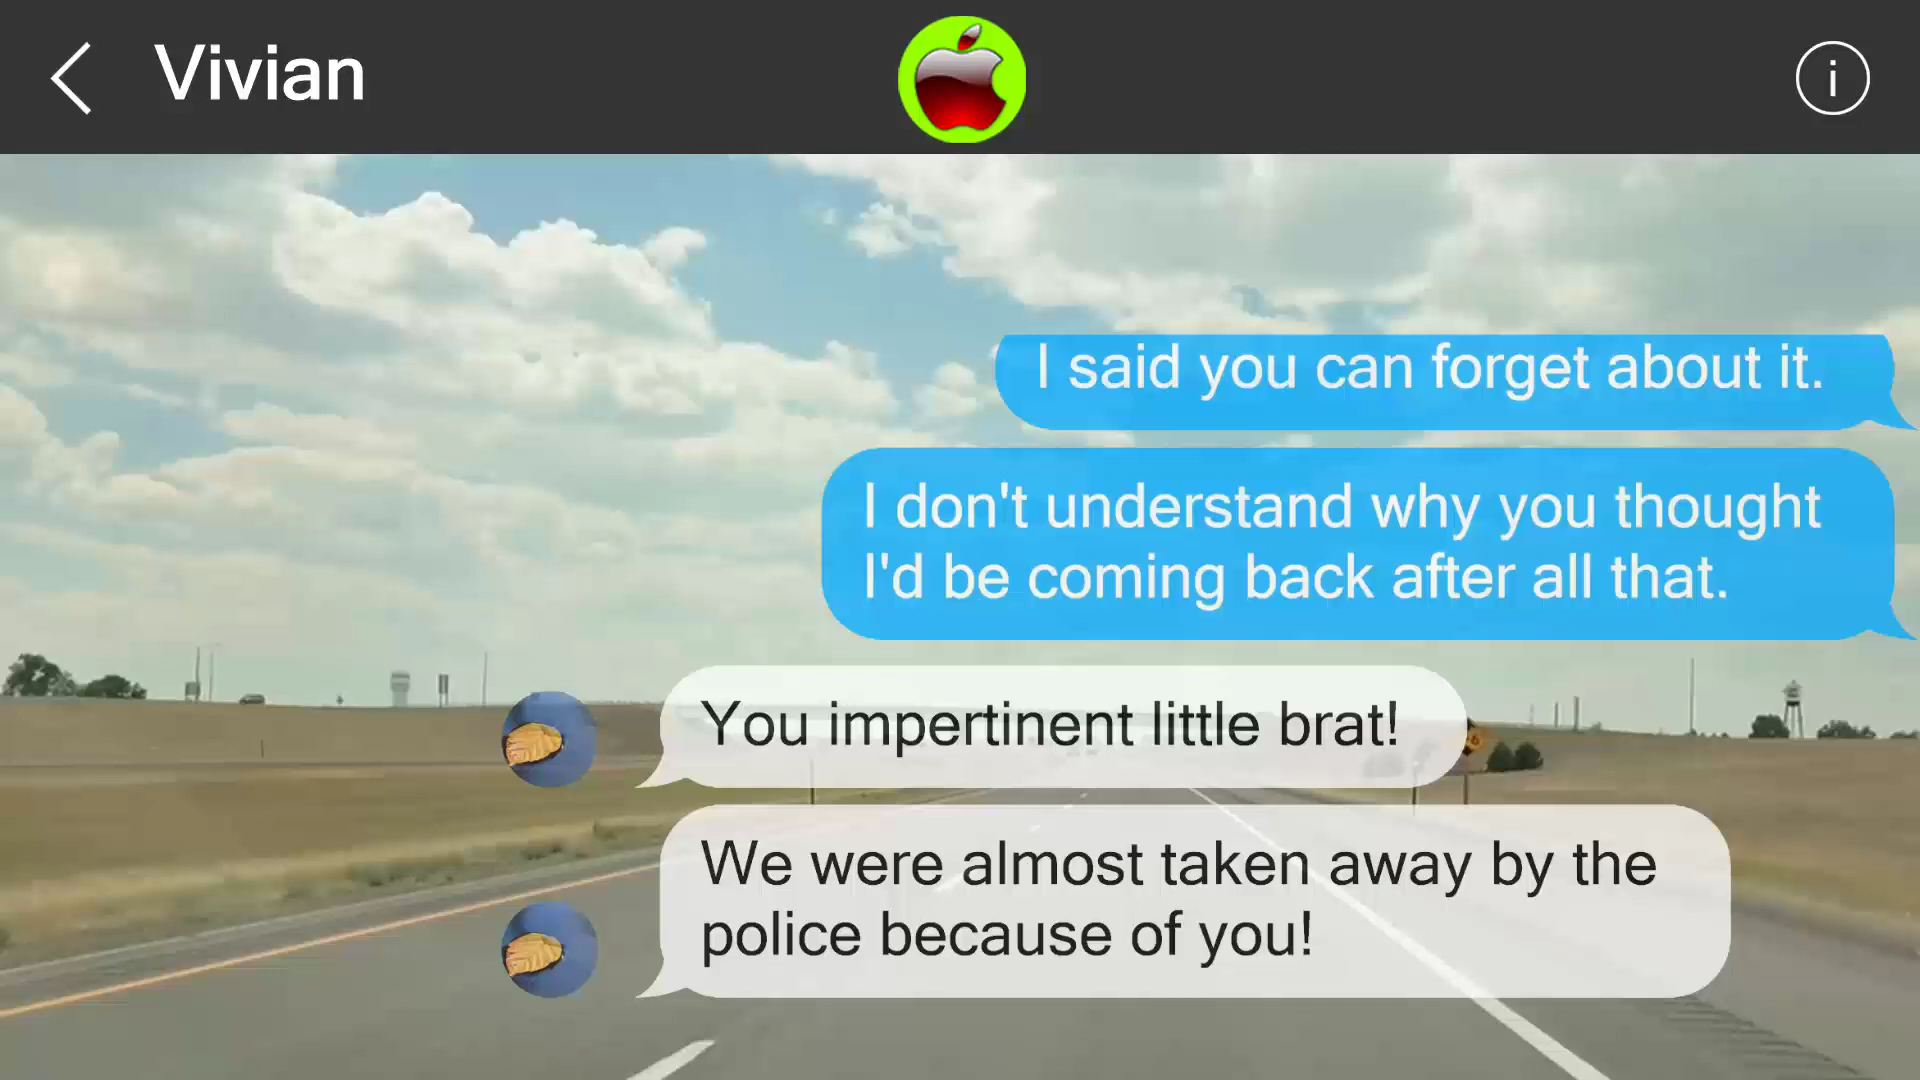 Vivian
i
I said you can forget about it.
I don't understand why you thought
I'd be coming back after all that.
You impertinent little brat!
We were almost taken away by the
police because of you!